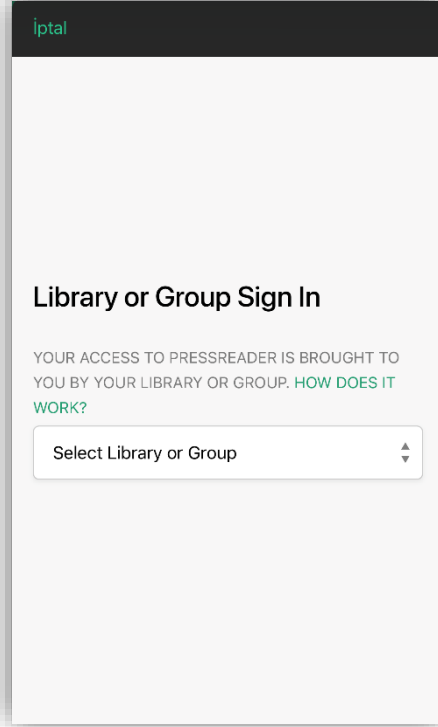 İptal
Library or Group Sign In
YOUR ACCESS TO PRESSREADER IS BROUGHT TO
YOU BY YOUR LIBRARY OR GROUP. HOW DOES IT
WORK?
Select Library or Group